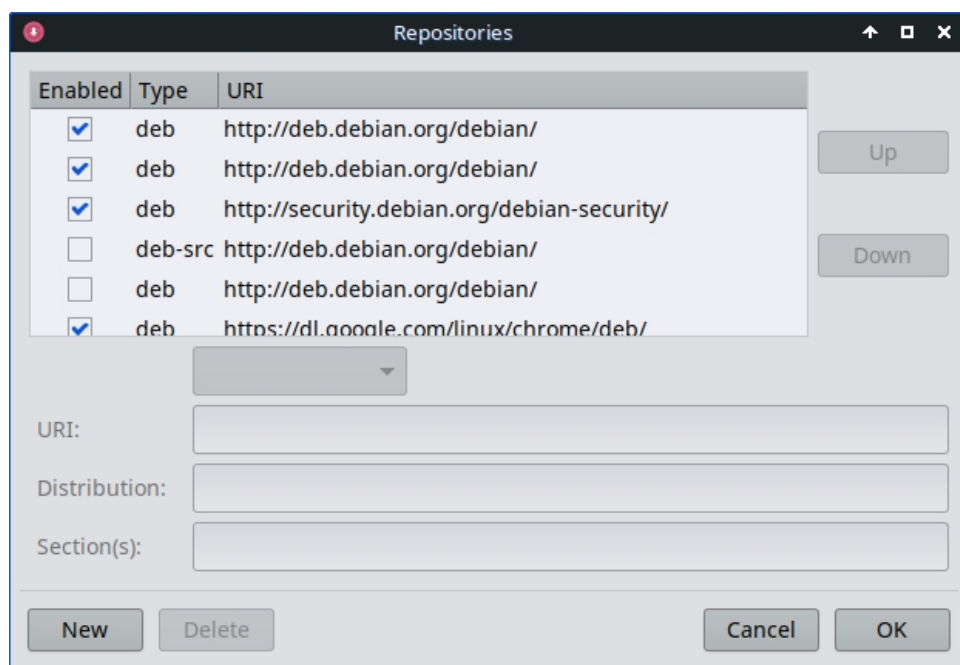 Repositories
Enabled Type URI
deb http://deb.debian.org/debian/
deb http://deb.debian.org/debian/
deb http://security.debian.org/debian-security/
deb-src http://deb.debian.org/debian/
deb http://deb.debian.org/debian/
deb https://dl.google.com/linux/chrome/deb/
Up
Down
URI:
Distribution:
Section(s):
New Delete Cancel OK